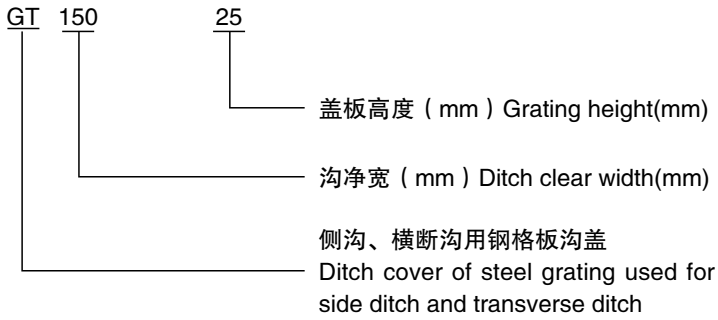 GT 150 25
盖板高度（mm）Grating height(mm)
沟净宽（mm）Ditch clear width(mm)
侧沟、横断沟用钢格板沟盖
Ditch cover of steel grating used for
side ditch and transverse ditch